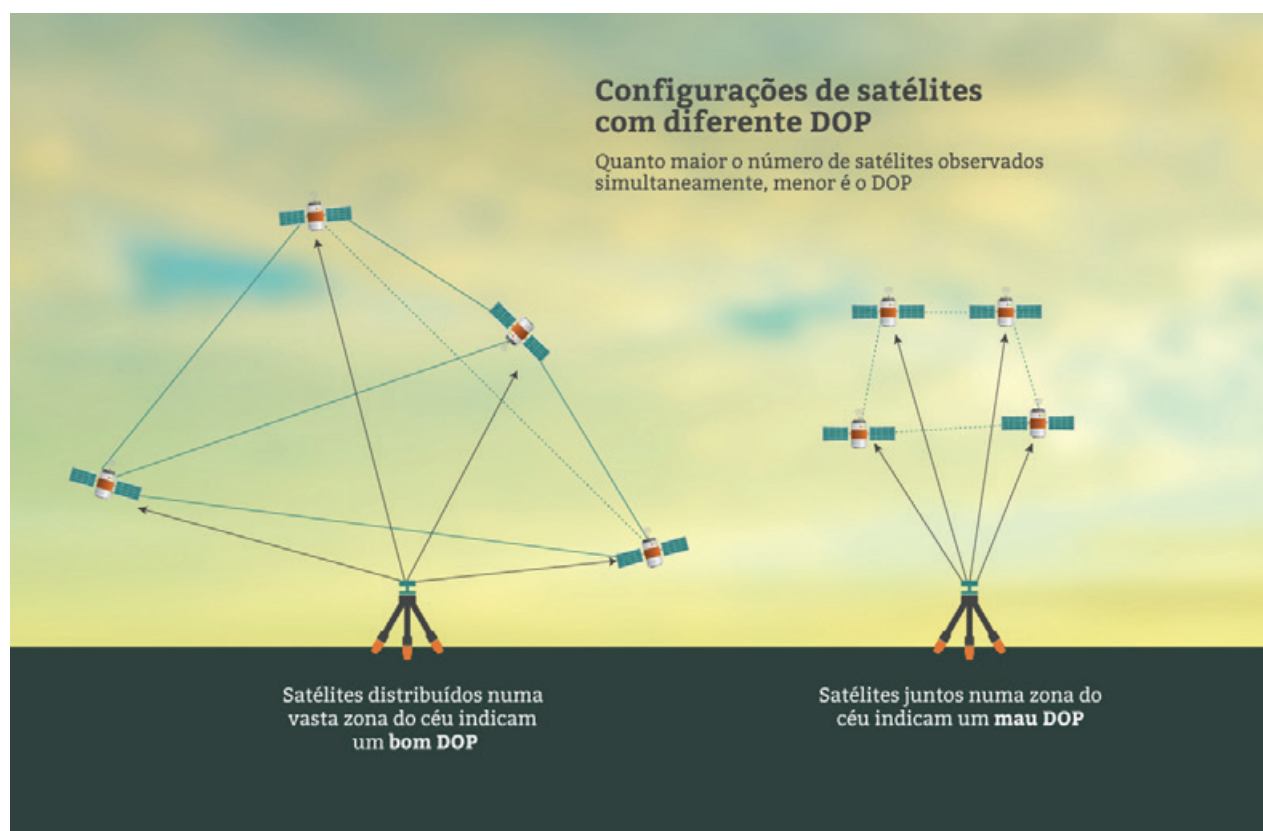 Configurações de satélites
com diferente DOP
Quanto maior o número de satélites observados
simultaneamente, menor é o DOP
Satélites distribuídos numa
vasta zona do céu indicam
um bom DOP
Satélites juntos numa zona do
céu indicam um mau DOP